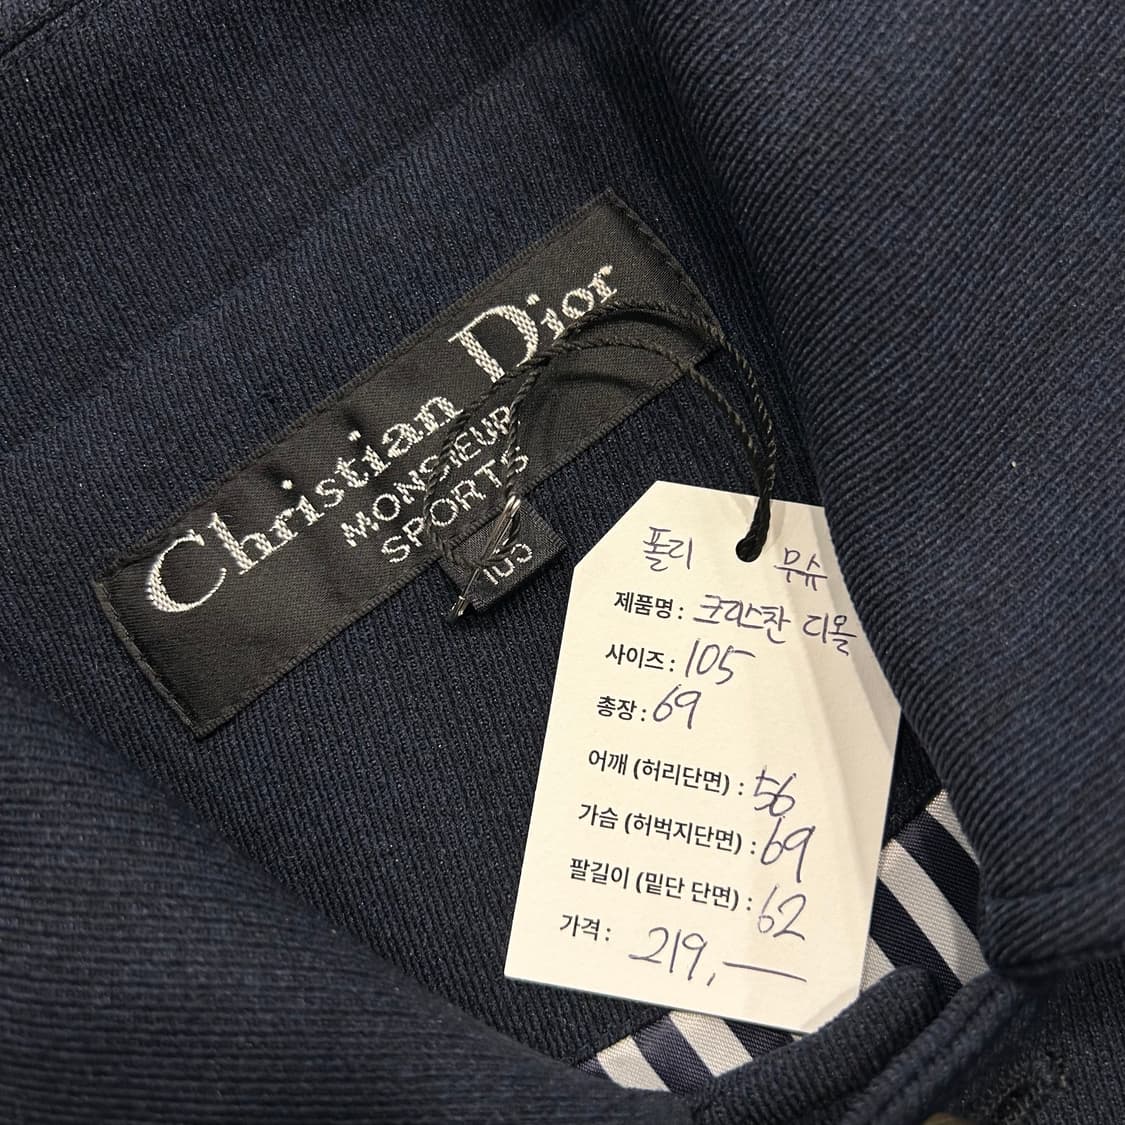 Christian Dior
MONSIEUR
SPORTS
105
폴리 무슈
제품명: 크리스찬 디올
사이즈: 105
총장: 69
어깨 (허리단면) : 56
가슴 (허벅지단면) : 69
팔길이 (밑단 단면) : 62
가격: 219,—